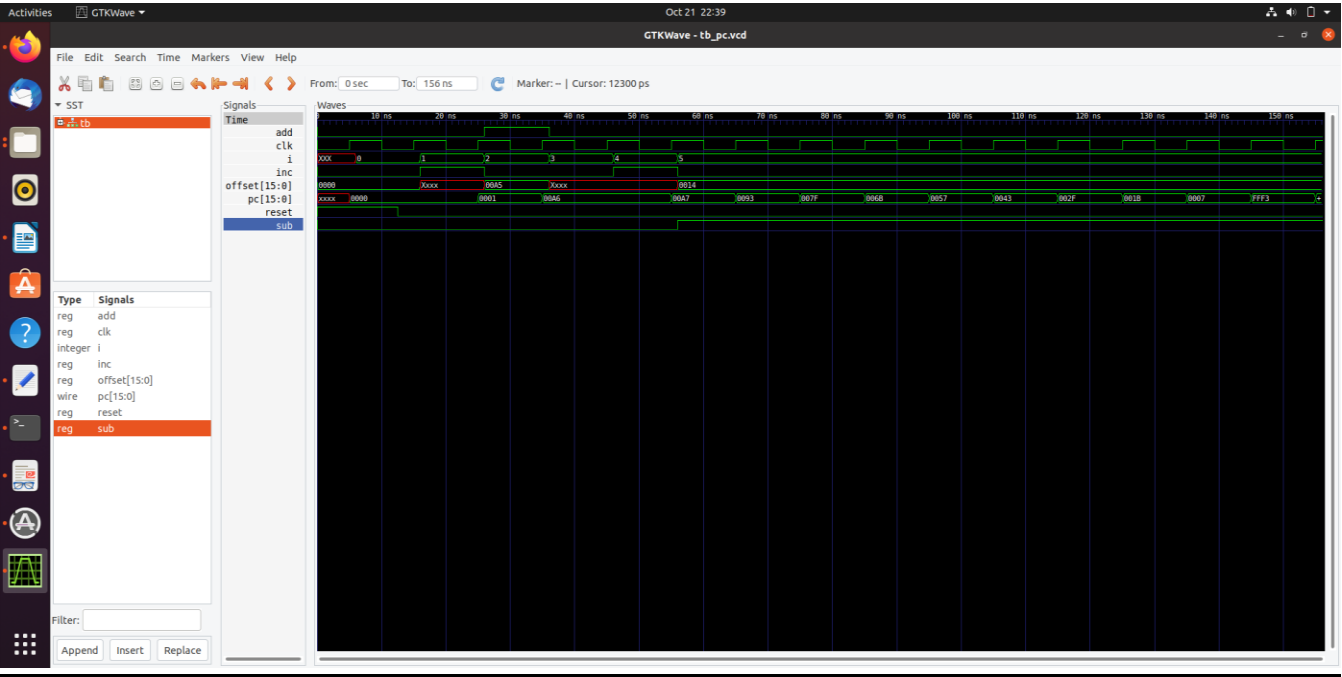 Activities GTKWave Oct 21 22:39
GTKWave - tb_pc.vcd
File Edit Search Time Markers View Help
From: 0 sec To: 156 ns Marker: -- | Cursor: 12300 ps
SST
tb
Type Signals
reg add
reg clk
integer i
reg inc
reg offset[15:0]
wire pc[15:0]
reg reset
reg sub
Filter:
Append Insert Replace
Signals
Time
add
clk
i
inc
offset[15:0]
pc[15:0]
reset
sub
Waves
0 10 ns 20 ns 30 ns 40 ns 50 ns 60 ns 70 ns 80 ns 90 ns 100 ns 110 ns 120 ns 130 ns 140 ns 150 ns
XXX 0 1 2 3 4 5
0000 Xxxx 00A5 Xxxx 0014
xxxx 0000 0001 00A6 00A7 0093 007F 006B 0057 0043 002F 001B 0007 FFF3 +